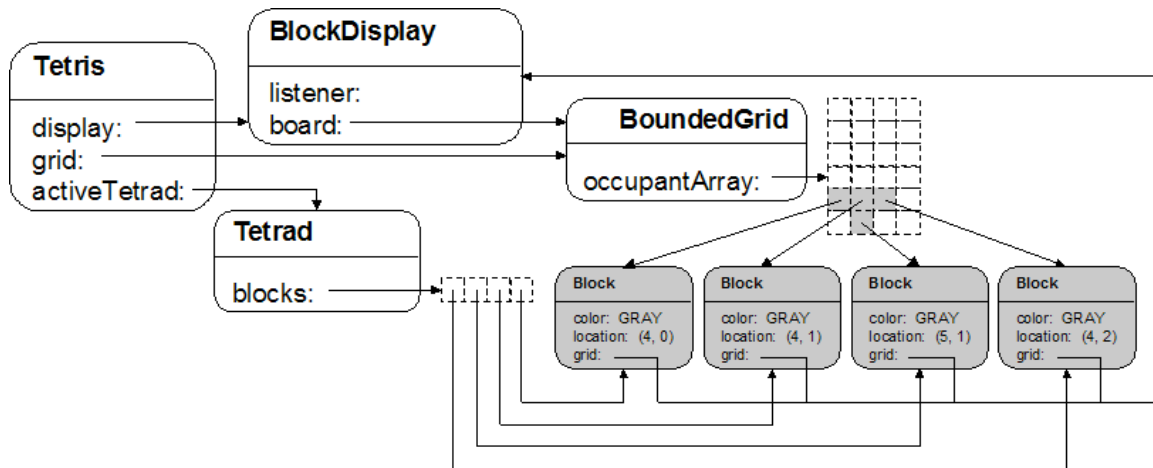 Tetris
display:
grid:
activeTetrad:
BlockDisplay
listener:
board:
BoundedGrid
occupantArray:
Tetrad
blocks:
Block
color: GRAY
location: (4, 0)
grid:
Block
color: GRAY
location: (4, 1)
grid:
Block
color: GRAY
location: (5, 1)
grid:
Block
color: GRAY
location: (4, 2)
grid: